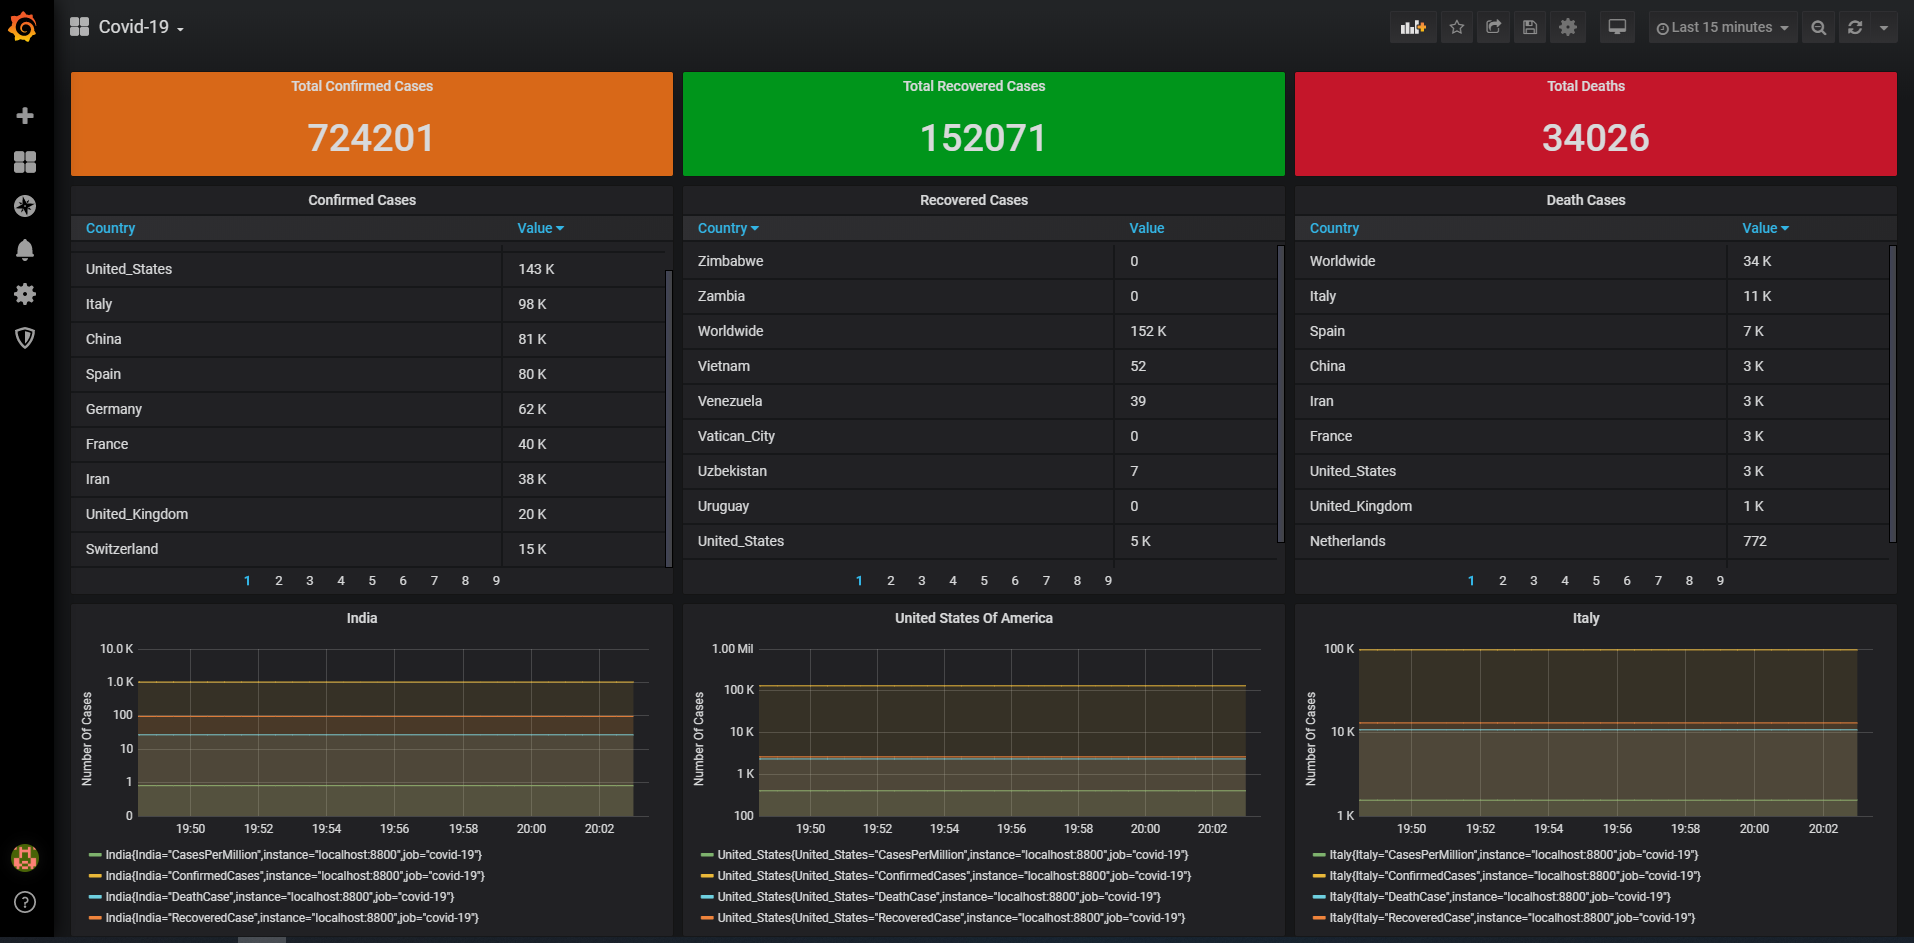 Covid-19
Last 15 minutes
Total Confirmed Cases
724201
Total Recovered Cases
152071
Total Deaths
34026
Confirmed Cases
Country Value
United_States 143 K
Italy 98 K
China 81 K
Spain 80 K
Germany 62 K
France 40 K
Iran 38 K
United_Kingdom 20 K
Switzerland 15 K
1 2 3 4 5 6 7 8 9
Recovered Cases
Country Value
Zimbabwe 0
Zambia 0
Worldwide 152 K
Vietnam 52
Venezuela 39
Vatican_City 0
Uzbekistan 7
Uruguay 0
United_States 5 K
1 2 3 4 5 6 7 8 9
Death Cases
Country Value
Worldwide 34 K
Italy 11 K
Spain 7 K
China 3 K
Iran 3 K
France 3 K
United_States 3 K
United_Kingdom 1 K
Netherlands 772
1 2 3 4 5 6 7 8 9
India
Number Of Cases
10.0 K
1.0 K
100
10
1
0
19:50 19:52 19:54 19:56 19:58 20:00 20:02
India{India="CasesPerMillion",instance="localhost:8800",job="covid-19"}
India{India="ConfirmedCases",instance="localhost:8800",job="covid-19"}
India{India="DeathCase",instance="localhost:8800",job="covid-19"}
India{India="RecoveredCase",instance="localhost:8800",job="covid-19"}
United States Of America
Number Of Cases
1.00 Mil
100 K
10 K
1 K
100
19:50 19:52 19:54 19:56 19:58 20:00 20:02
United_States{United_States="CasesPerMillion",instance="localhost:8800",job="covid-19"}
United_States{United_States="ConfirmedCases",instance="localhost:8800",job="covid-19"}
United_States{United_States="DeathCase",instance="localhost:8800",job="covid-19"}
United_States{United_States="RecoveredCase",instance="localhost:8800",job="covid-19"}
Italy
Number Of Cases
100 K
10 K
1 K
19:50 19:52 19:54 19:56 19:58 20:00 20:02
Italy{Italy="CasesPerMillion",instance="localhost:8800",job="covid-19"}
Italy{Italy="ConfirmedCases",instance="localhost:8800",job="covid-19"}
Italy{Italy="DeathCase",instance="localhost:8800",job="covid-19"}
Italy{Italy="RecoveredCase",instance="localhost:8800",job="covid-19"}